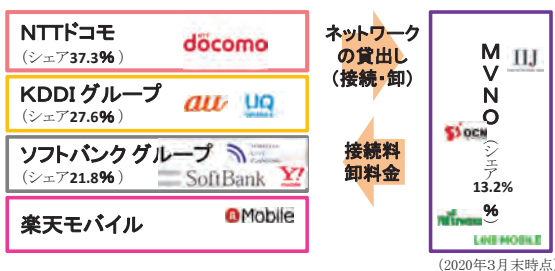 NTTドコモ
(シェア37.3%)
NTT
döcomo
KDDIグループ
(シェア27.6%)
au
UQ
ソフトバンク グループ
(シェア21.8%)
SoftBank
Y!
mobile
楽天モバイル
R Mobile
ネットワーク
の貸出し
(接続・卸)
接続料
卸料金
MVNO
(シェア
13.2%)
IIJ
OCN
LINE MOBILE
(2020年3月末時点)